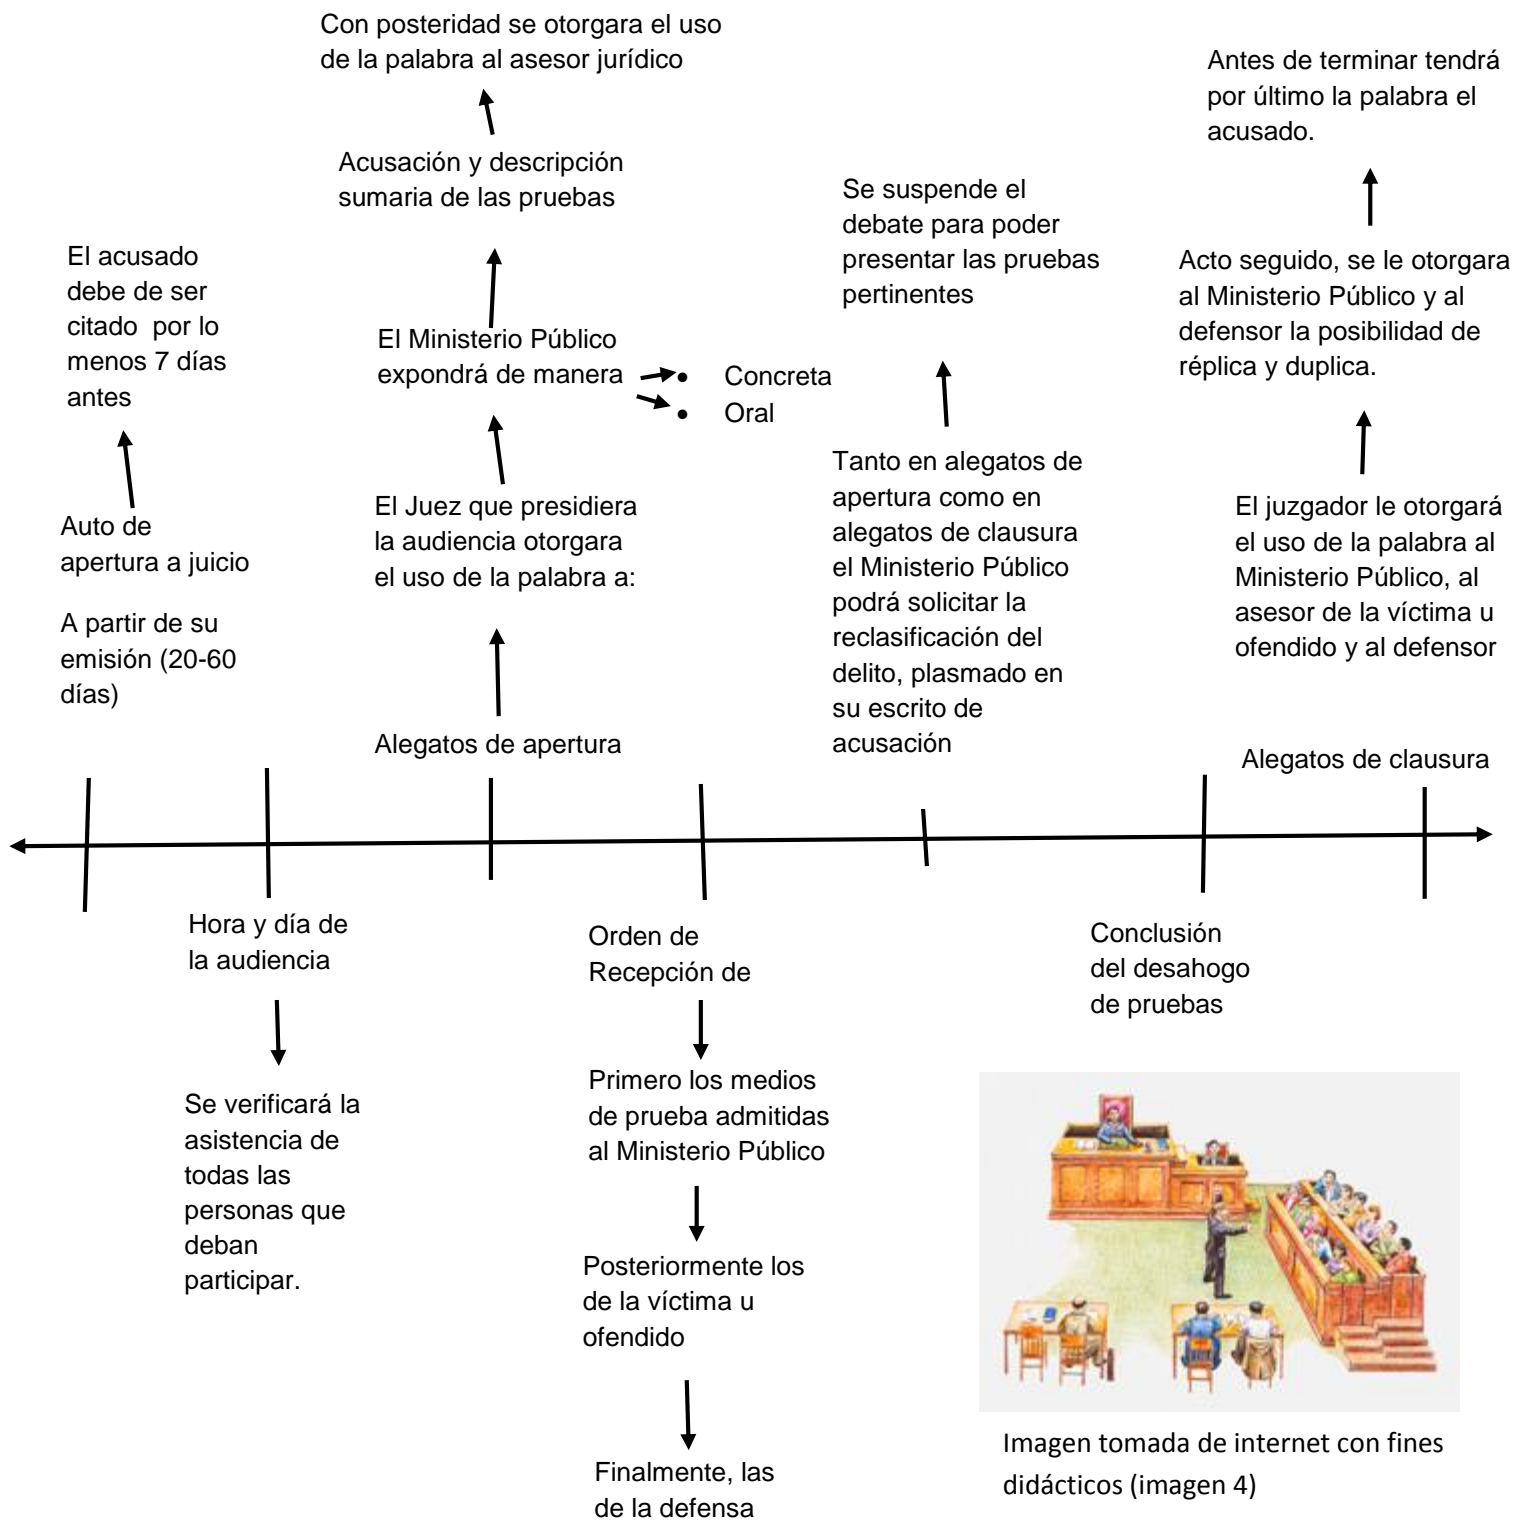 Con posteridad se otorgara el uso
de la palabra al asesor jurídico
Acusación y descripción
sumaria de las pruebas
El Ministerio Público
expondrá de manera
• Concreta
• Oral
El Juez que presidiera
la audiencia otorgara
el uso de la palabra a:
Alegatos de apertura
El acusado
debe de ser
citado por lo
menos 7 días
antes
Auto de
apertura a juicio
A partir de su
emisión (20-60
días)
Se suspende el
debate para poder
presentar las pruebas
pertinentes
Tanto en alegatos de
apertura como en
alegatos de clausura
el Ministerio Público
podrá solicitar la
reclasificación del
delito, plasmado en
su escrito de
acusación
Antes de terminar tendrá
por último la palabra el
acusado.
Acto seguido, se le otorgara
al Ministerio Público y al
defensor la posibilidad de
réplica y duplica.
El juzgador le otorgará
el uso de la palabra al
Ministerio Público, al
asesor de la víctima u
ofendido y al defensor
Alegatos de clausura
Hora y día de
la audiencia
Se verificará la
asistencia de
todas las
personas que
deban
participar.
Orden de
Recepción de
Primero los medios
de prueba admitidas
al Ministerio Público
Posteriormente los
de la víctima u
ofendido
Finalmente, las
de la defensa
Conclusión
del desahogo
de pruebas
Imagen tomada de internet con fines
didácticos (imagen 4)